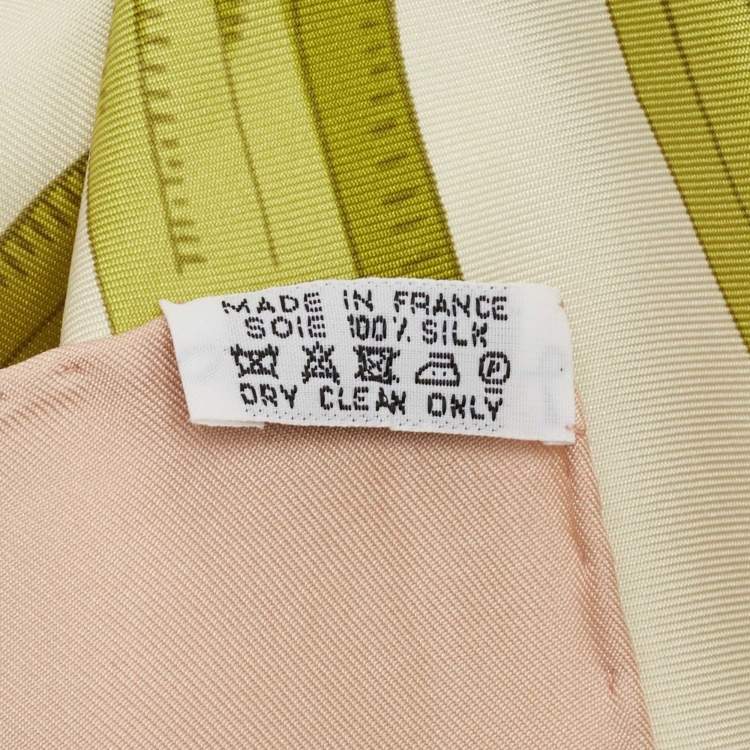 MADE IN FRANCE
SOIE 100% SILK
P
DRY CLEAN ONLY